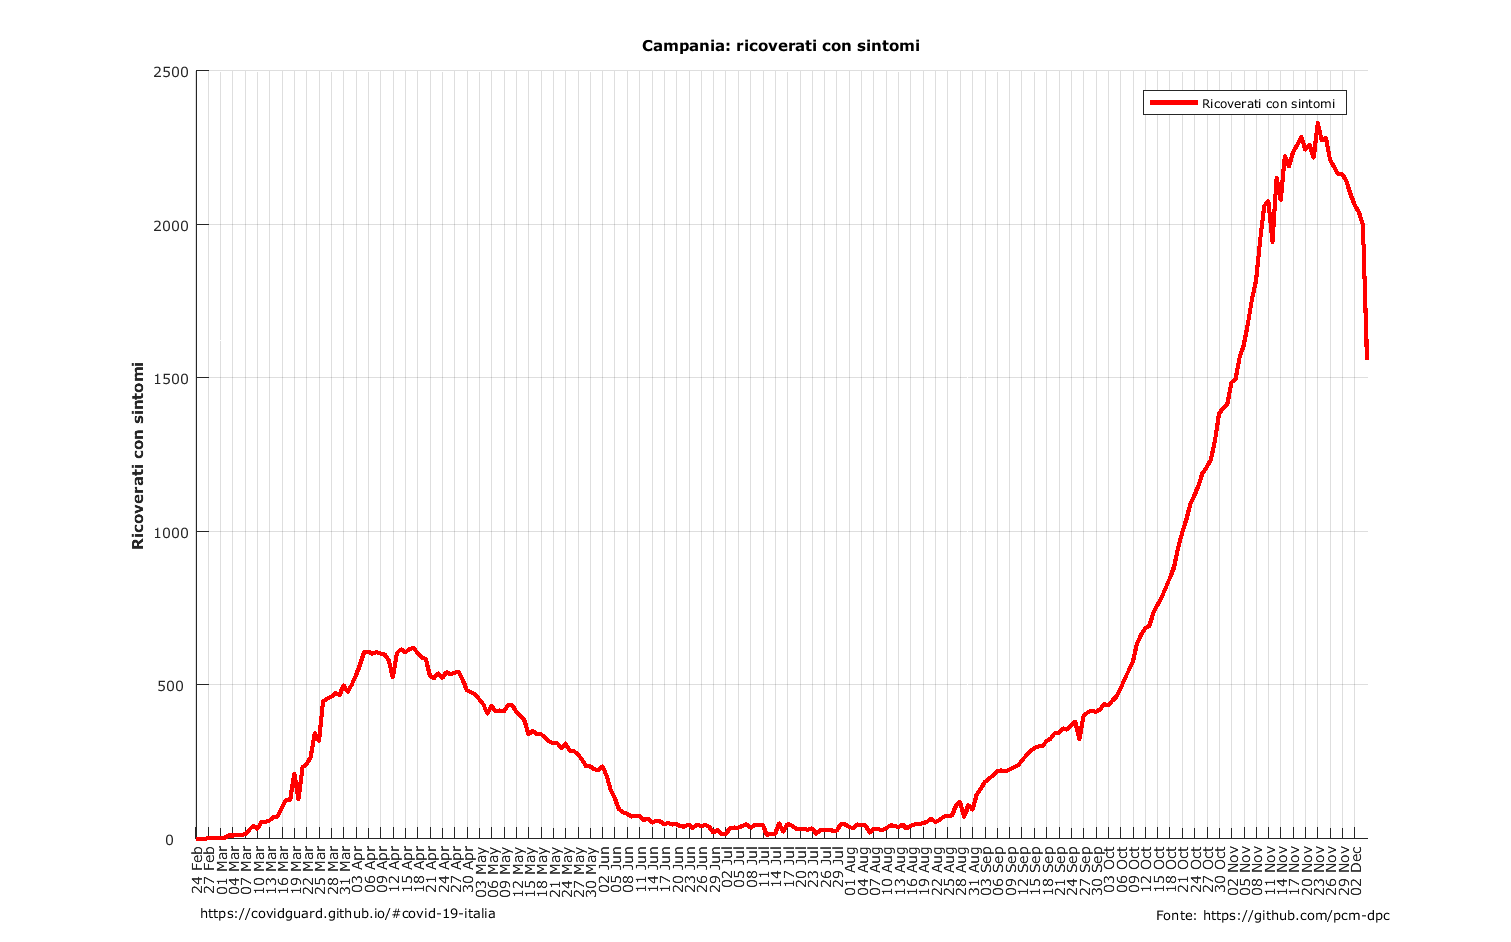 Campania: ricoverati con sintomi
Ricoverati con sintomi
2500
2000
1500
1000
500
0
Ricoverati con sintomi
24 Feb
27 Feb
01 Mar
04 Mar
07 Mar
10 Mar
13 Mar
16 Mar
19 Mar
22 Mar
25 Mar
28 Mar
31 Mar
03 Apr
06 Apr
09 Apr
12 Apr
15 Apr
18 Apr
21 Apr
24 Apr
27 Apr
30 Apr
03 May
06 May
09 May
12 May
15 May
18 May
21 May
24 May
27 May
30 May
02 Jun
05 Jun
08 Jun
11 Jun
14 Jun
17 Jun
20 Jun
23 Jun
26 Jun
29 Jun
02 Jul
05 Jul
08 Jul
11 Jul
14 Jul
17 Jul
20 Jul
23 Jul
26 Jul
29 Jul
01 Aug
04 Aug
07 Aug
10 Aug
13 Aug
16 Aug
19 Aug
22 Aug
25 Aug
28 Aug
31 Aug
03 Sep
06 Sep
09 Sep
12 Sep
15 Sep
18 Sep
21 Sep
24 Sep
27 Sep
30 Sep
03 Oct
06 Oct
09 Oct
12 Oct
15 Oct
18 Oct
21 Oct
24 Oct
27 Oct
30 Oct
02 Nov
05 Nov
08 Nov
11 Nov
14 Nov
17 Nov
20 Nov
23 Nov
26 Nov
29 Nov
02 Dec
https://covidguard.github.io/#covid-19-italia
Fonte: https://github.com/pcm-dpc